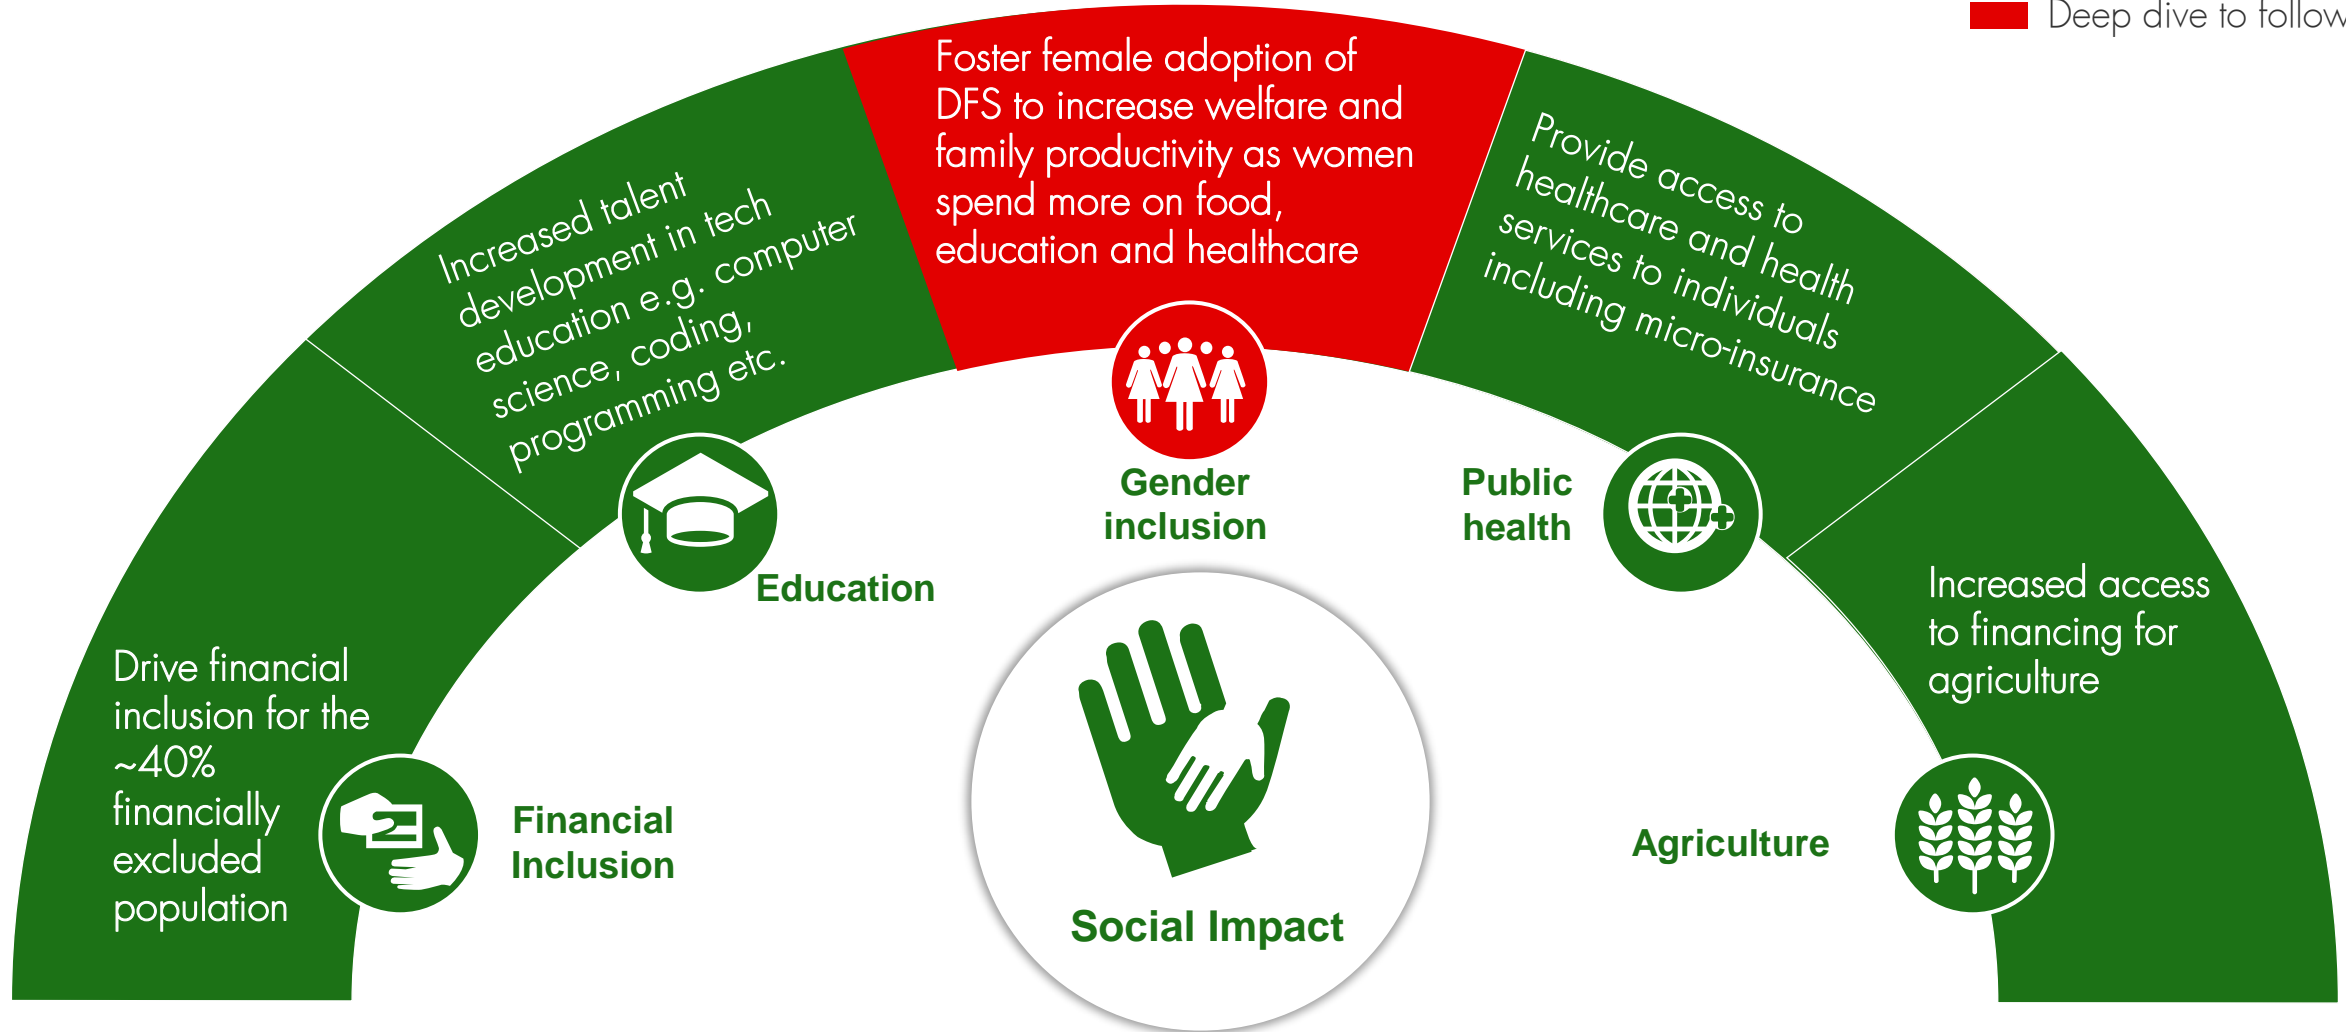 Deep dive to follow
Foster female adoption of
DFS to increase welfare and
family productivity as women
spend more on food,
education and healthcare
Increased talent
development in tech
education e.g. computer
science, coding,
programming etc.
Provide access to
healthcare and health
services to individuals
including micro-insurance
Gender
inclusion
Public
health
Education
Increased access
to financing for
agriculture
Drive financial
inclusion for the
~40%
financially
excluded
population
Financial
Inclusion
Agriculture
Social Impact